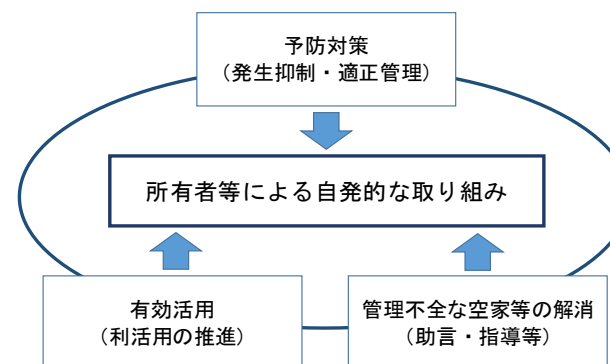 予防対策
（発生抑制・適正管理）
所有者等による自発的な取り組み
有効活用
（利活用の推進）
管理不全な空家等の解消
（助言・指導等）